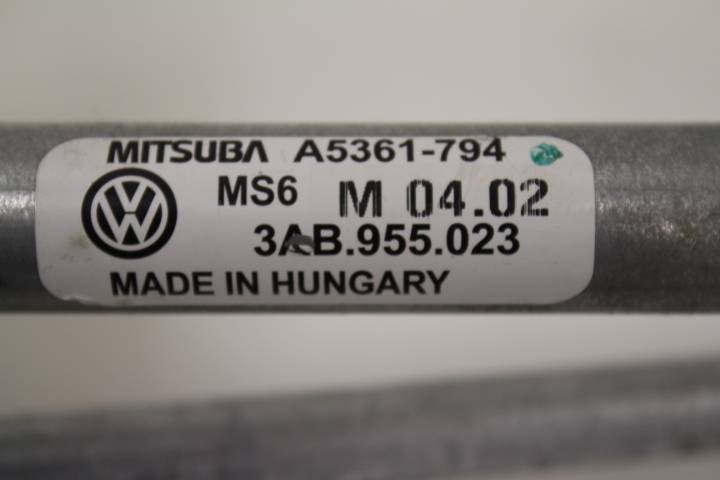 MITSUBA A5361-794
MS6 M 04.02
3AB.955.023
MADE IN HUNGARY